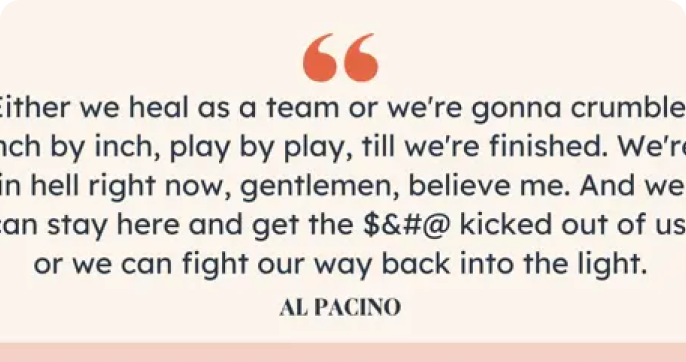 Either we heal as a team or we're gonna crumble
nch by inch, play by play, till we're finished. We're
in hell right now, gentlemen, believe me. And we
can stay here and get the $&#@ kicked out of us
or we can fight our way back into the light.
AL PACINO